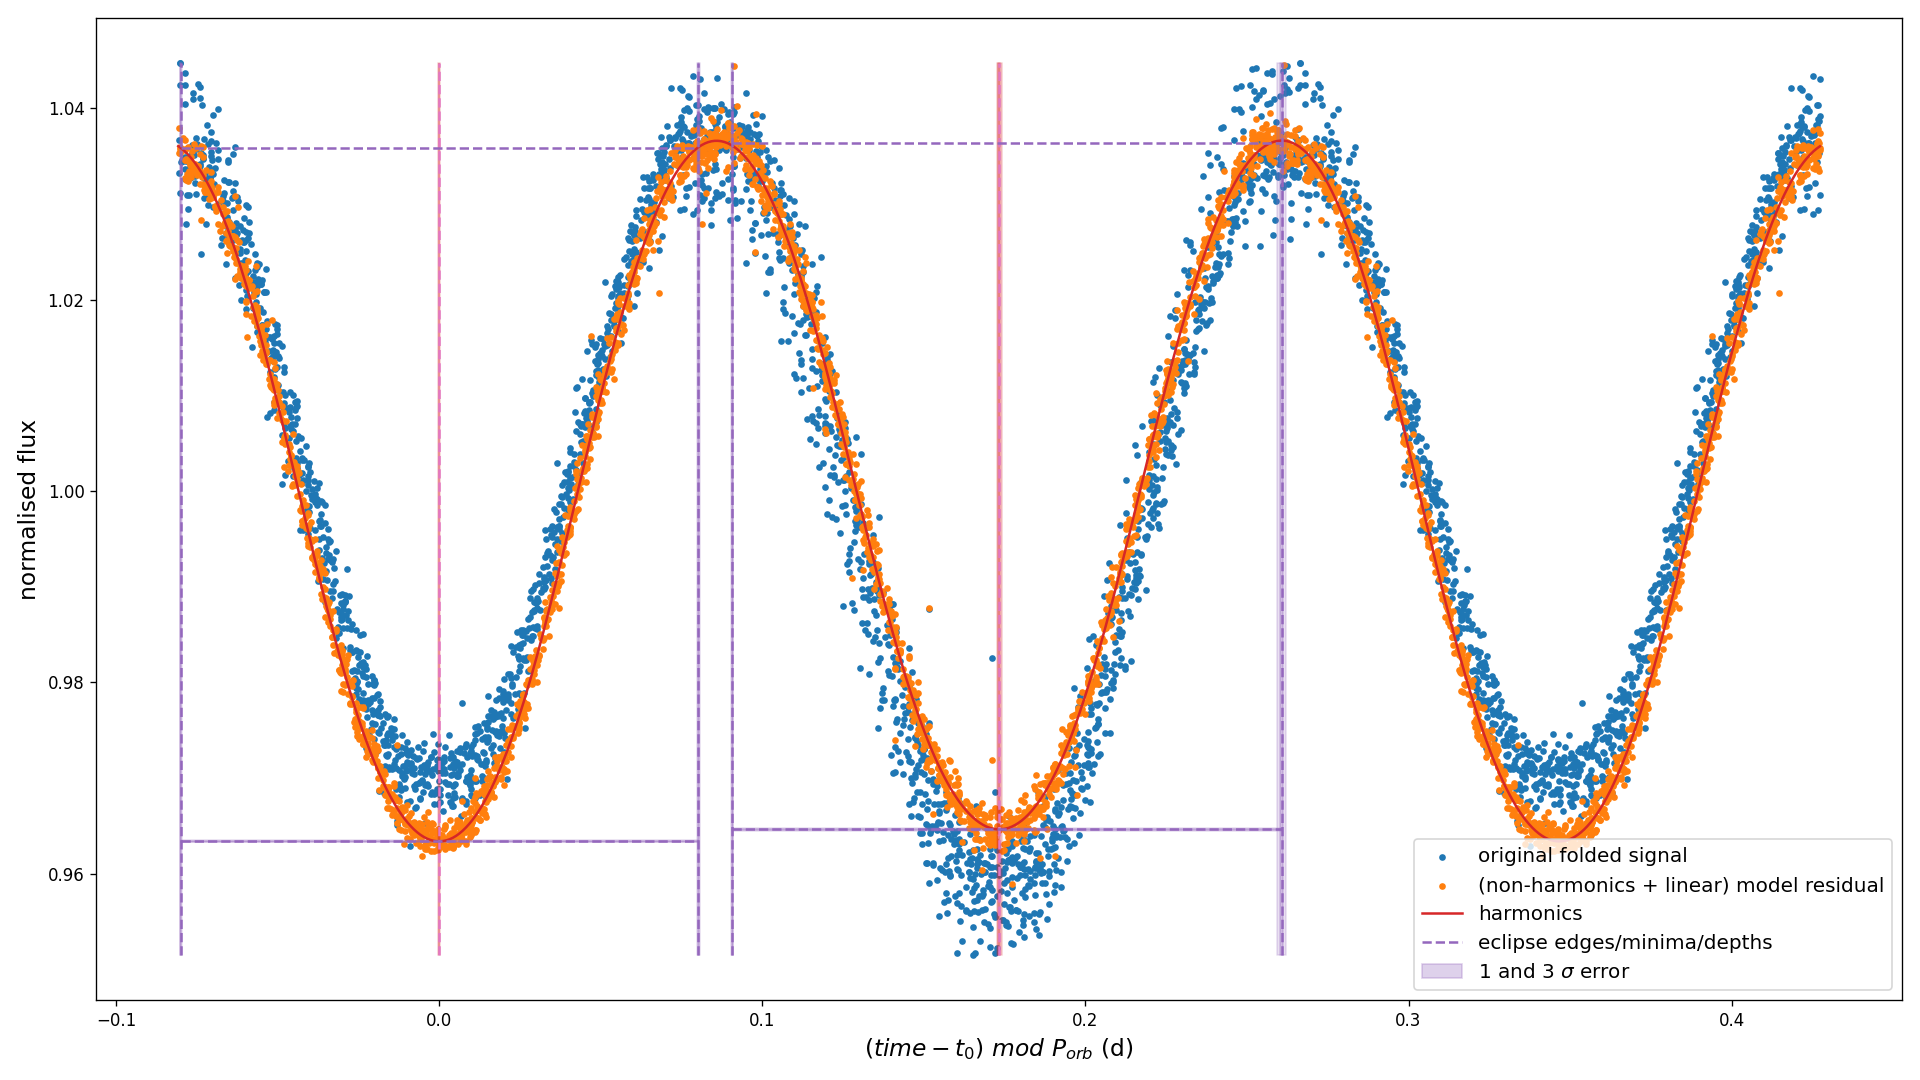 normalised flux
1.04
1.02
1.00
0.98
0.96
−0.1
0.0
0.1
0.2
0.3
0.4
(time − t₀) mod Pₒᵣb (d)
original folded signal
(non-harmonics + linear) model residual
harmonics
eclipse edges/minima/depths
1 and 3 σ error